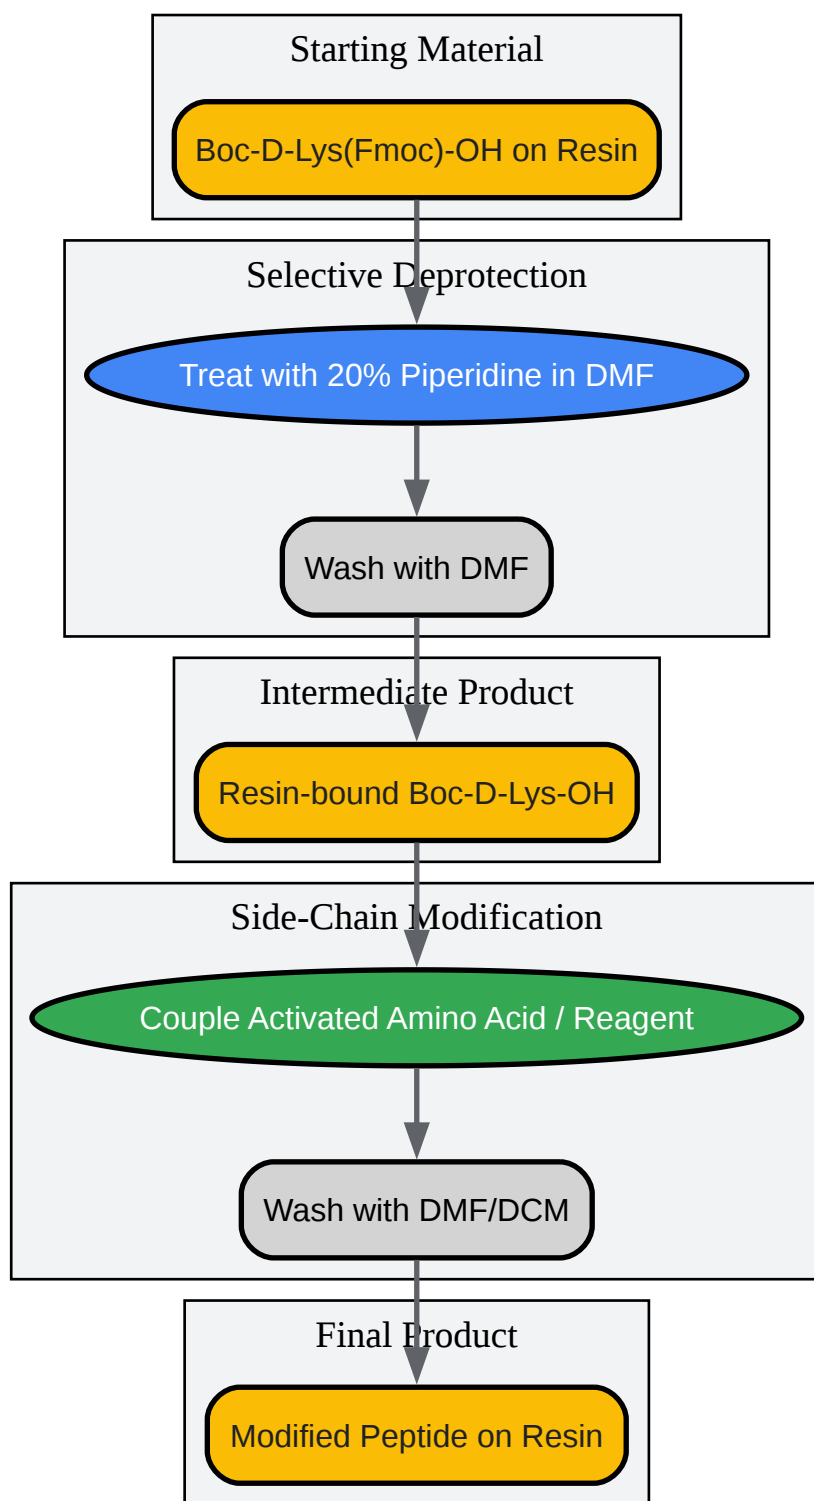 Starting Material
Boc-D-Lys(Fmoc)-OH on Resin
Selective Deprotection
Treat with 20% Piperidine in DMF
Wash with DMF
Intermediate Product
Resin-bound Boc-D-Lys-OH
Side-Chain Modification
Couple Activated Amino Acid / Reagent
Wash with DMF/DCM
Final Product
Modified Peptide on Resin